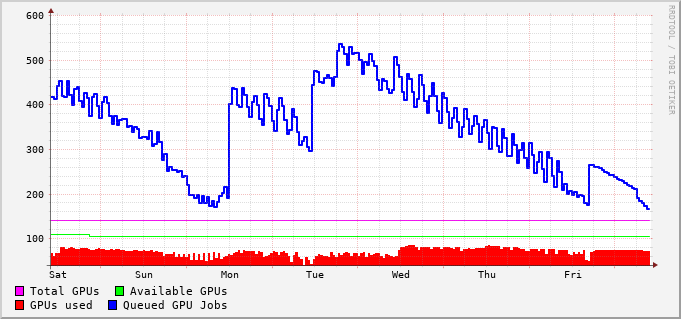 600
500
400
300
200
100
Sat Sun Mon Tue Wed Thu Fri
Total GPUs Available GPUs
GPUs used Queued GPU Jobs
RRDTOOL / TOBI OETIKER